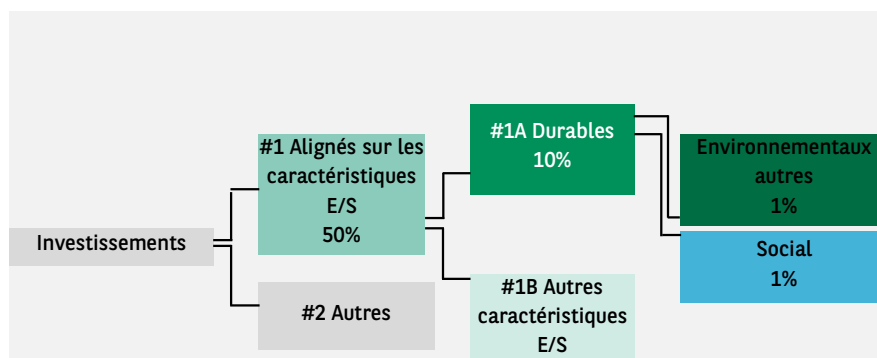 Investissements
#1 Alignés sur les
caractéristiques
E/S
50%
#2 Autres
#1A Durables
10%
#1B Autres
caractéristiques
E/S
Environnementaux
autres
1%
Social
1%